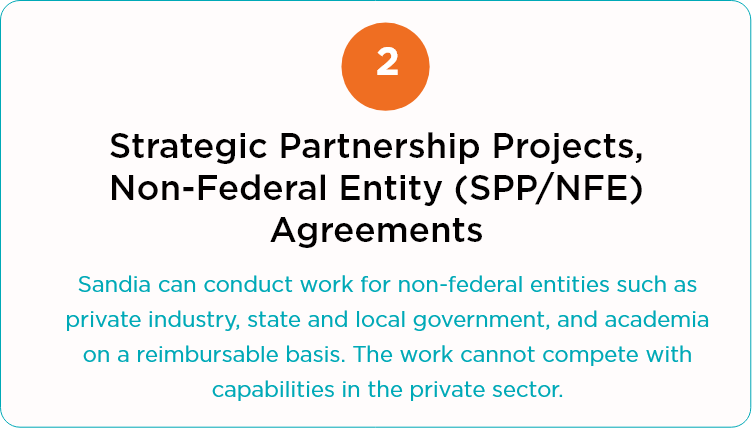 2
Strategic Partnership Projects,
Non-Federal Entity (SPP/NFE)
Agreements
Sandia can conduct work for non-federal entities such as
private industry, state and local government, and academia
on a reimbursable basis. The work cannot compete with
capabilities in the private sector.